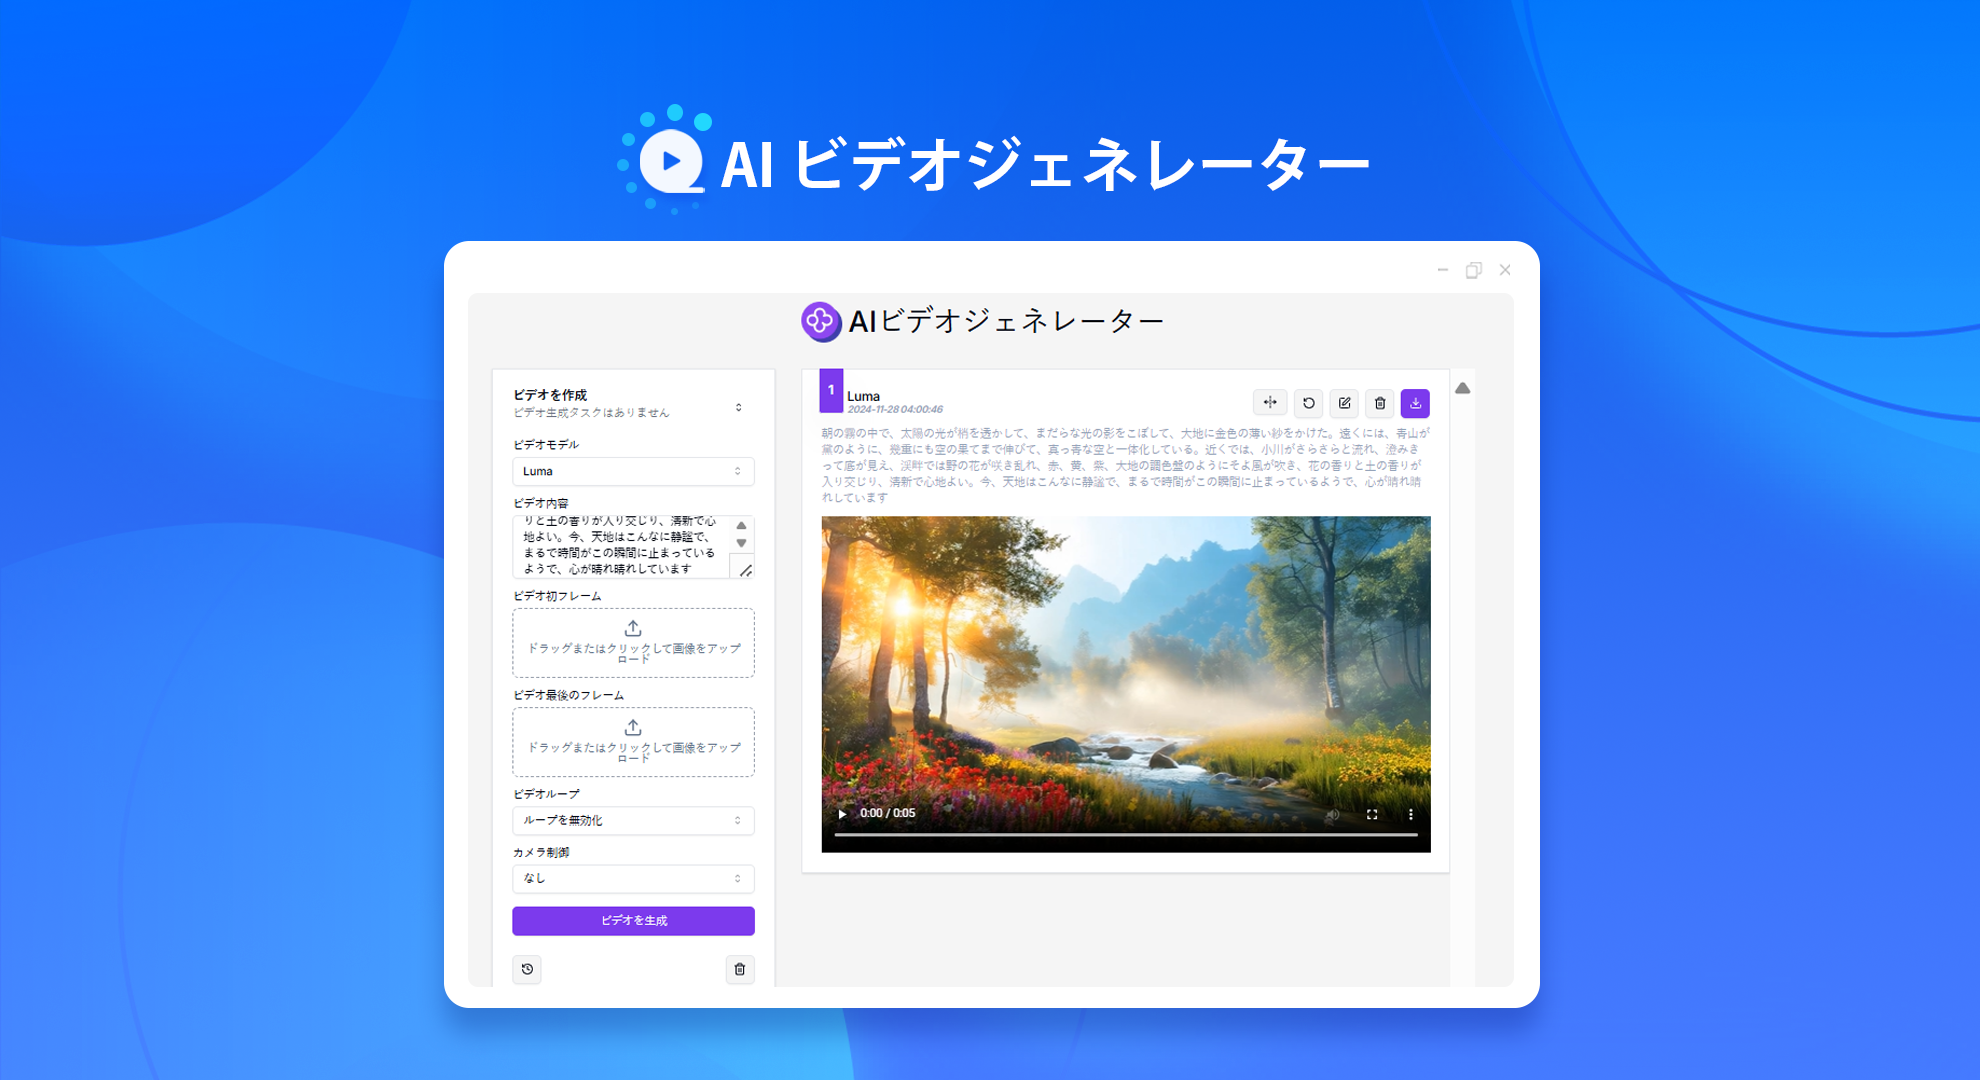 AI ビデオジェネレーター
AIビデオジェネレーター
ビデオを作成
ビデオ生成タスクはありません
ビデオモデル
Luma
ビデオ内容
りと土の香りが入り交じり、清新で心
地よい。今、天地はこんなに静謐で、
まるで時間がこの瞬間に止まっている
ようで、心が晴れ晴れしています
ビデオ初フレーム
ドラッグまたはクリックして画像をアップ
ロード
ビデオ最後のフレーム
ドラッグまたはクリックして画像をアップ
ロード
ビデオループ
ループを無効化
カメラ制御
なし
ビデオを生成
1
Luma
2024-11-28 04:00:46
朝の霧の中で、太陽の光が梢を透かして、まだらな光の影をこぼして、大地に金色の薄い紗をかけた。遠くには、青山が
黛のように、幾重にも空の果てまで伸びて、真っ青な空と一体化している。近くでは、小川がさらさらと流れ、澄みき
って底が見え、渓畔では野の花が咲き乱れ、赤、黄、紫、大地の調色盤のようにそよ風が吹き、花の香りと土の香りが
入り交じり、清新で心地よい。今、天地はこんなに静謐で、まるで時間がこの瞬間に止まっているようで、心が晴れ晴
れしています
0:00 / 0:05